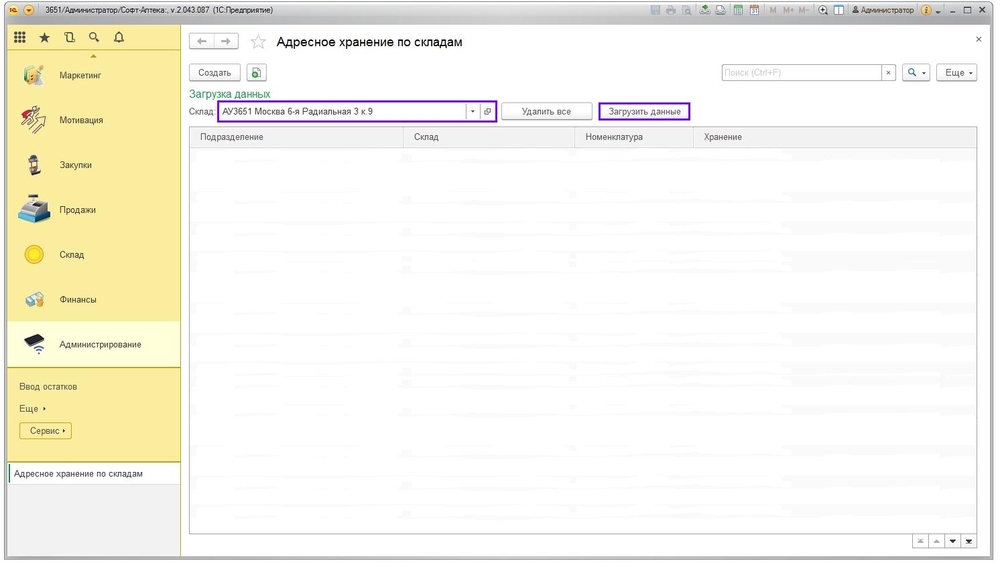 3651/Администратор/Софт-Аптека:, v.2.043.087 (1С:Предприятие)
M M+ M- Администратор
Адресное хранение по складам
Маркетинг
Мотивация
Закупки
Продажи
Склад
Финансы
Администрирование
Ввод остатков
Еще
Сервис
Адресное хранение по складам
Создать
Поиск (Ctrl+F)
Еще
Загрузка данных
Склад: АУ3651 Москва 6-я Радиальная 3 к.9
Удалить все
Загрузить данные
Подразделение Склад Номенклатура Хранение